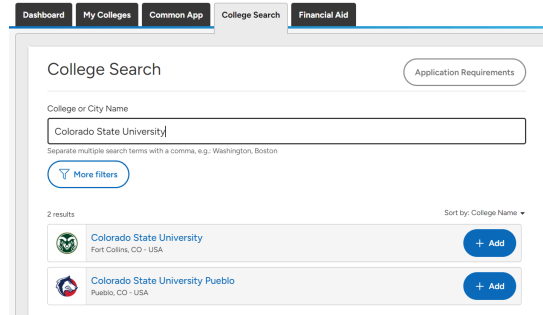 Dashboard My Colleges Common App College Search Financial Aid
College Search
Application Requirements
College or City Name
Colorado State University
Separate multiple search terms with a comma, e.g.: Washington, Boston
More filters
2 results
Sort by: College Name
Colorado State University
Fort Collins, CO - USA
+ Add
Colorado State University Pueblo
Pueblo, CO - USA
+ Add